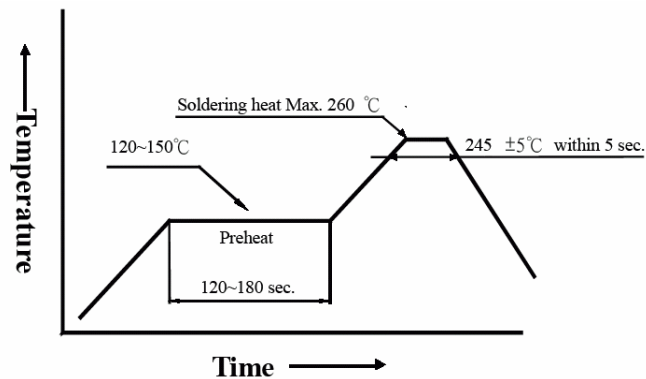 Soldering heat Max. 260 ℃
120~150℃
245 ±5℃ within 5 sec.
Preheat
120~180 sec.
Temperature
Time